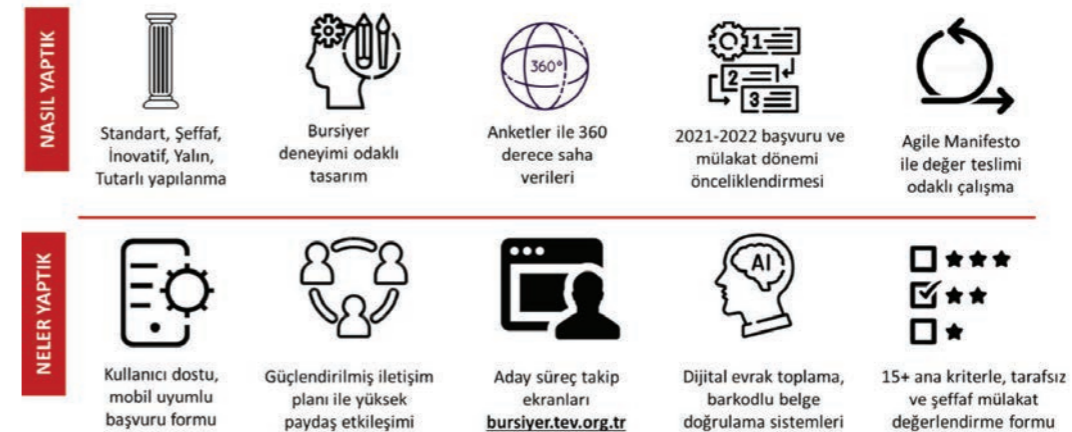 NASIL YAPTIK
Standart, Şeffaf,
İnovatif, Yalın,
Tutarlı yapılanma
Bursiyer
deneyimi odaklı
tasarım
360°
Anketler ile 360
derece saha
verileri
1
2
3
2021-2022 başvuru ve
mülakat dönemi
önceliklendirmesi
Agile Manifesto
ile değer teslimi
odaklı çalışma
NELER YAPTIK
Kullanıcı dostu,
mobil uyumlu
başvuru formu
Güçlendirilmiş iletişim
planı ile yüksek
paydaş etkileşimi
Aday süreç takip
ekranları
bursiyer.tev.org.tr
AI
Dijital evrak toplama,
barkodlu belge
doğrulama sistemleri
15+ ana kriterle, tarafsız
ve şeffaf mülakat
değerlendirme formu